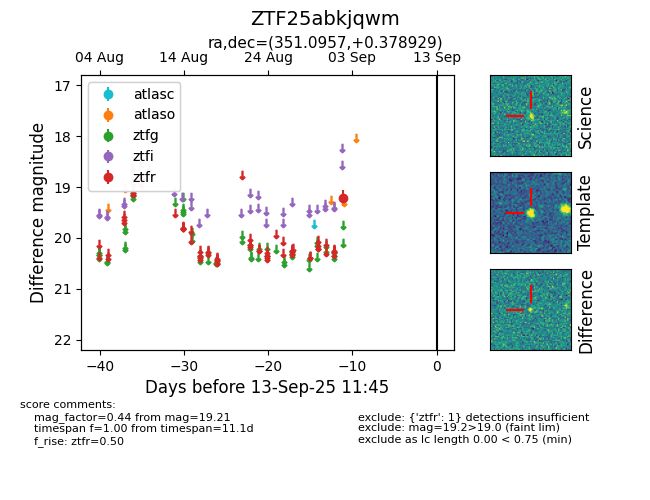 ZTF25abkjqwm
ra,dec=(351.0957,+0.378929)
04 Aug 14 Aug 24 Aug 03 Sep 13 Sep
17
18
19
20
21
22
Difference magnitude
atlasc
atlaso
ztfg
ztfi
ztfr
−40 −30 −20 −10 0
Days before 13-Sep-25 11:45
Science
Template
Difference
score comments:
mag_factor=0.44 from mag=19.21
timespan f=1.00 from timespan=11.1d
f_rise: ztfr=0.50
exclude: {'ztfr': 1} detections insufficient
exclude: mag=19.2>19.0 (faint lim)
exclude as lc length 0.00 < 0.75 (min)